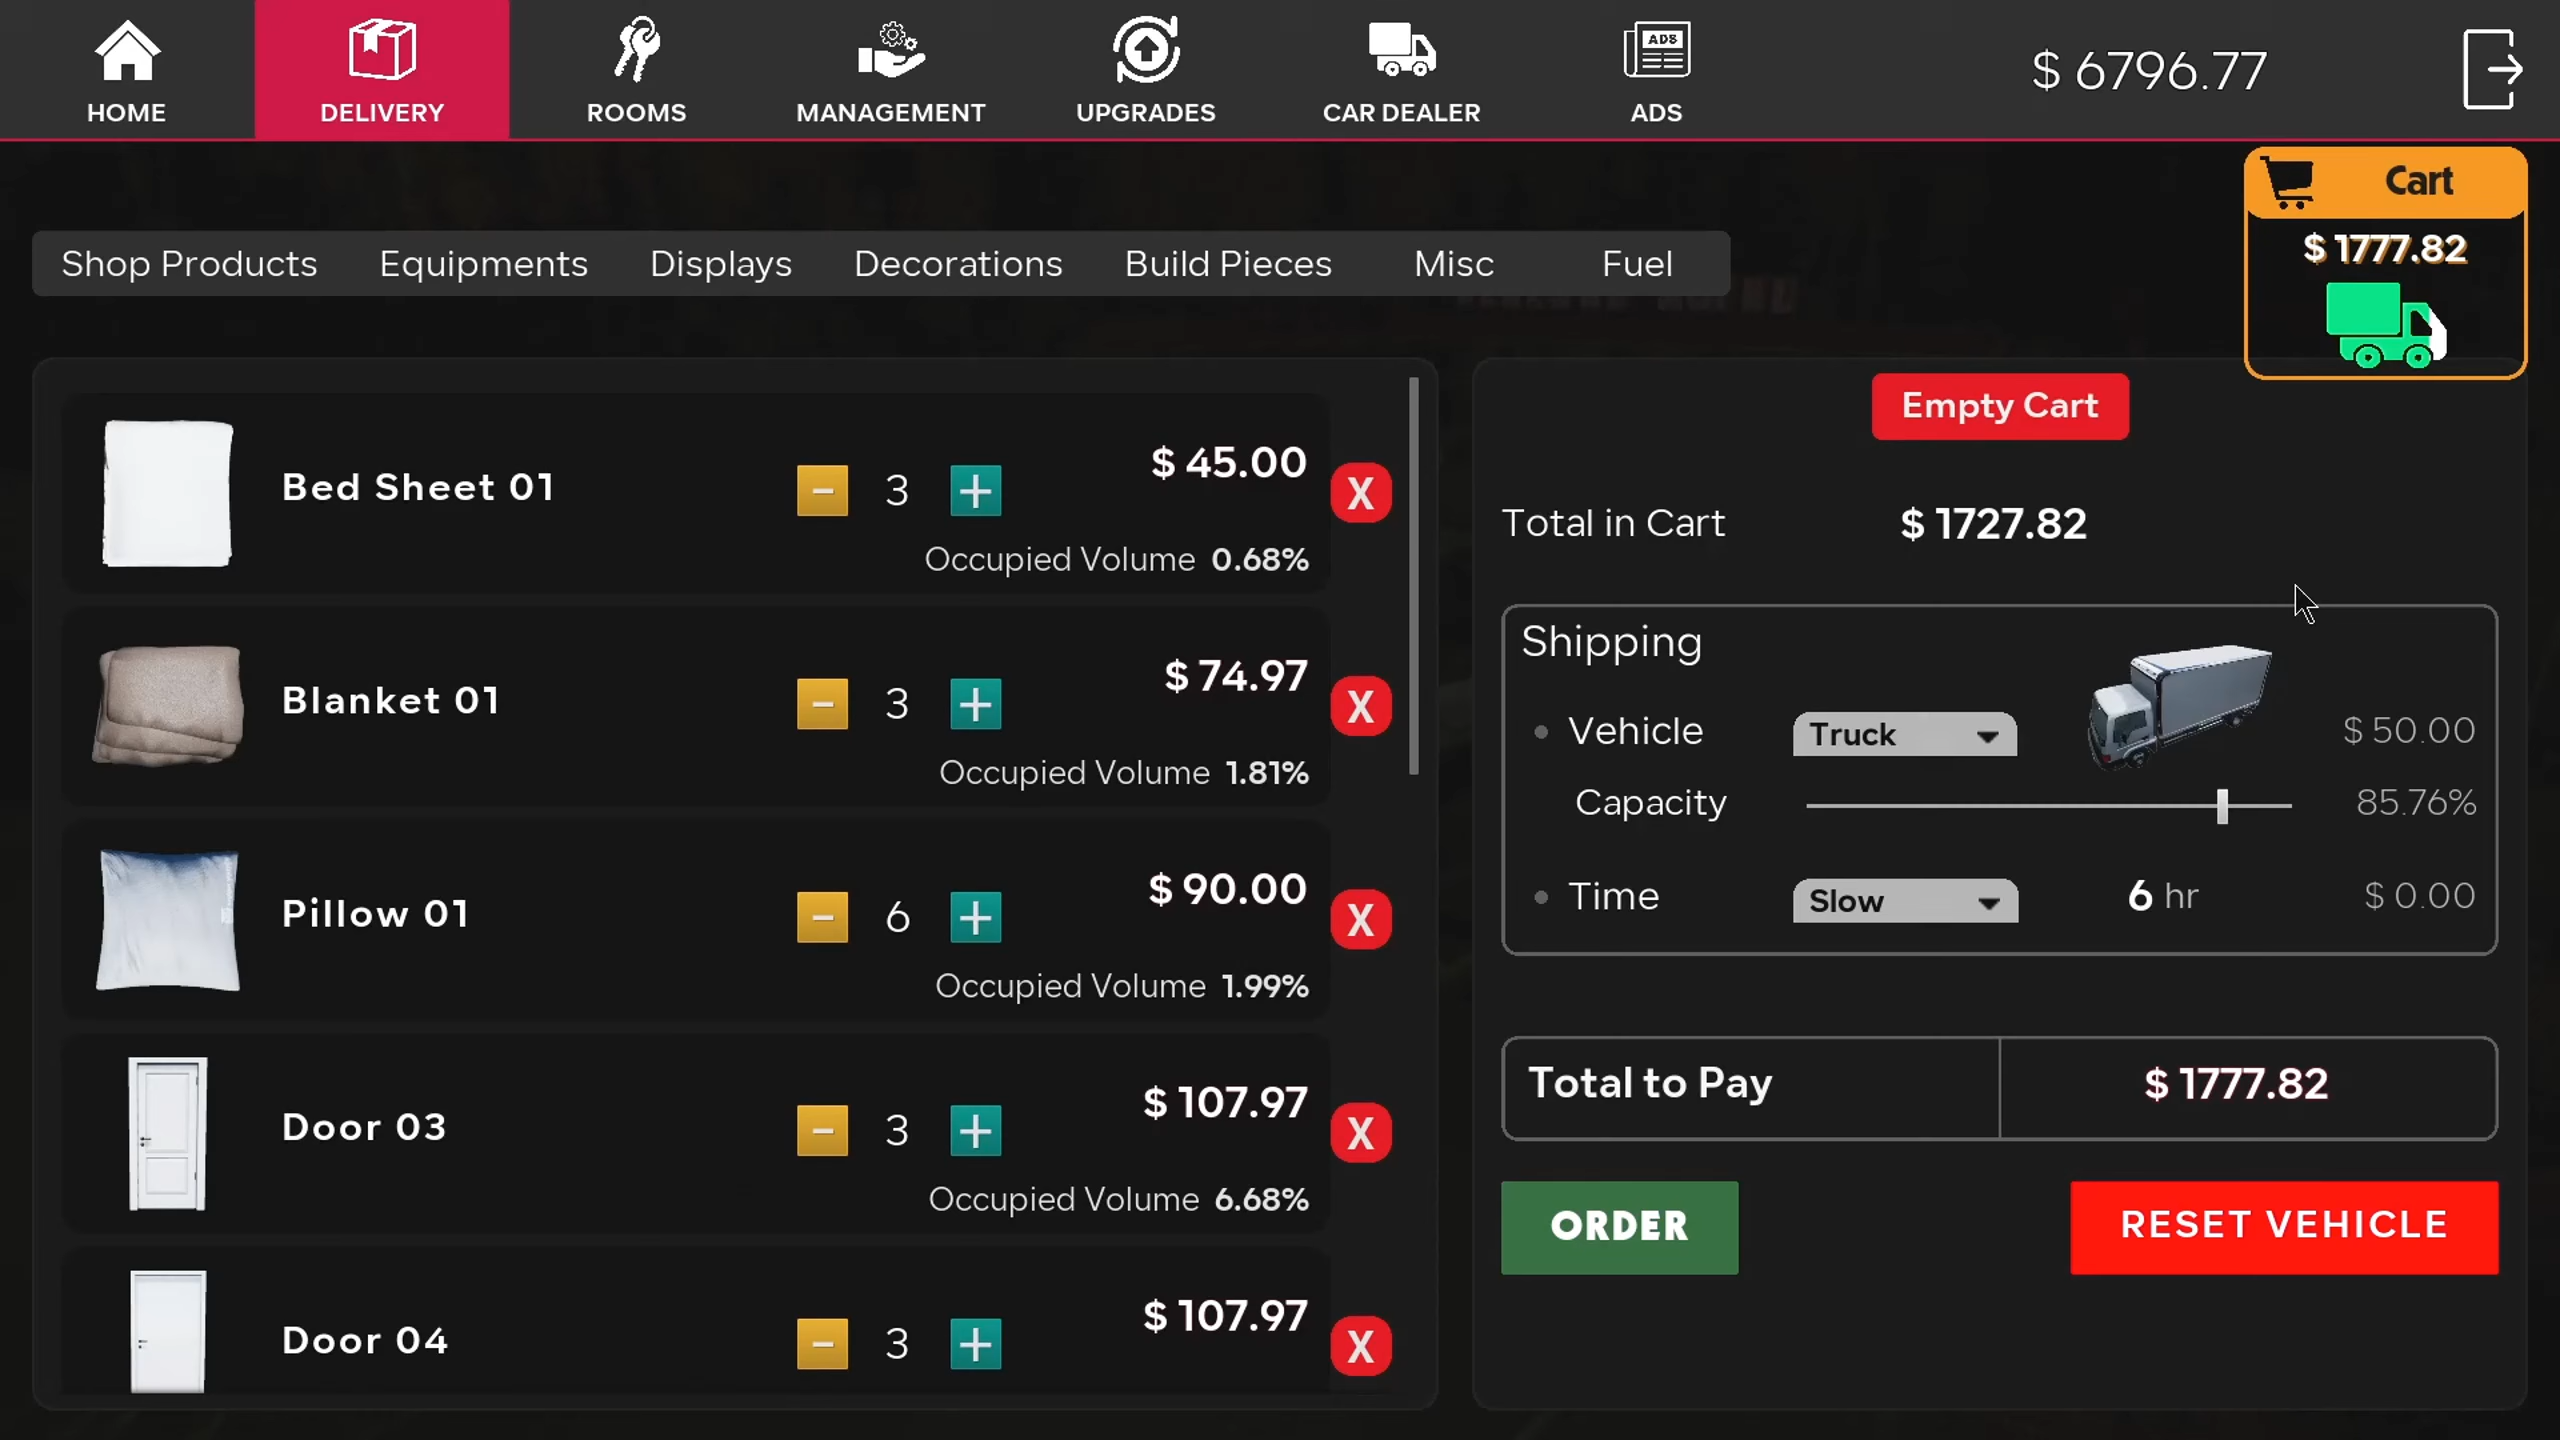 HOME
DELIVERY
ROOMS
MANAGEMENT
UPGRADES
CAR DEALER
ADS
ADS
$ 6796.77
Cart
$ 1777.82
Shop Products
Equipments
Displays
Decorations
Build Pieces
Misc
Fuel
Bed Sheet 01
- 3 +
$ 45.00
X
Occupied Volume 0.68%
Blanket 01
- 3 +
$ 74.97
X
Occupied Volume 1.81%
Pillow 01
- 6 +
$ 90.00
X
Occupied Volume 1.99%
Door 03
- 3 +
$ 107.97
X
Occupied Volume 6.68%
Door 04
- 3 +
$ 107.97
X
Empty Cart
Total in Cart $ 1727.82
Shipping
• Vehicle Truck $ 50.00
Capacity 85.76%
• Time Slow 6 hr $ 0.00
Total to Pay $ 1777.82
ORDER
RESET VEHICLE